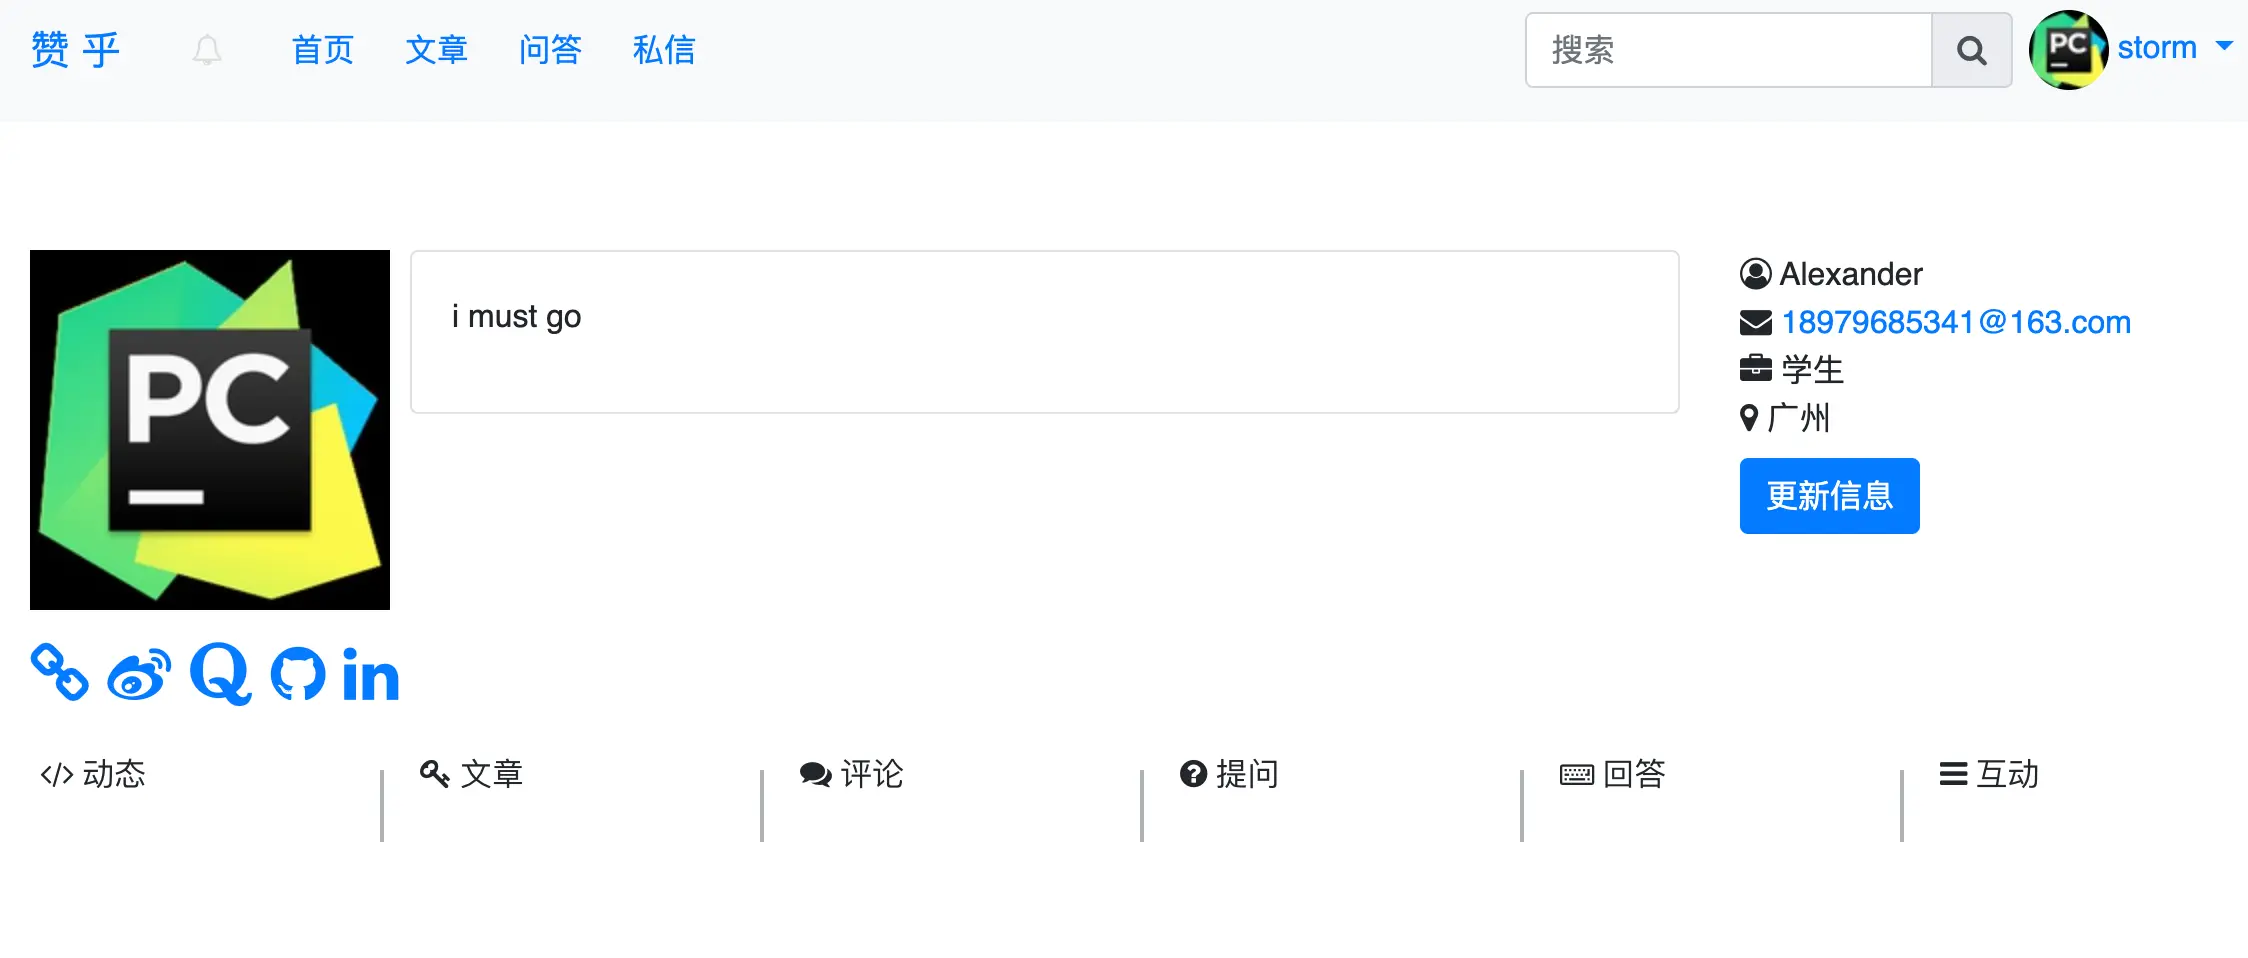 赞 乎 首页 文章 问答 私信 搜索 PC storm
PC
i must go
Alexander
18979685341@163.com
学生
广州
更新信息
动态 文章 评论 提问 回答 互动